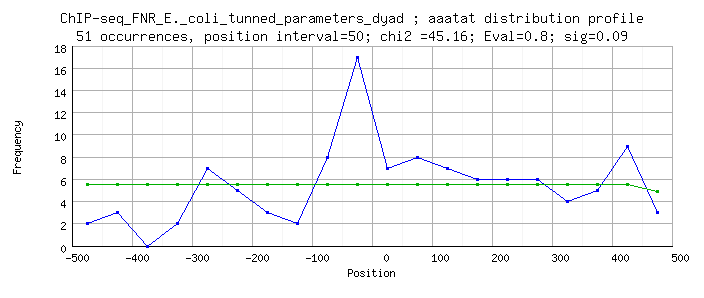 ChIP-seq_FNR_E._coli_tunned_parameters_dyad ; aaatat distribution profile
51 occurrences, position interval=50; chi2 =45.16; Eval=0.8; sig=0.09
Frequency
18
16
14
12
10
8
6
4
2
0
-500 -400 -300 -200 -100 0 100 200 300 400 500
Position